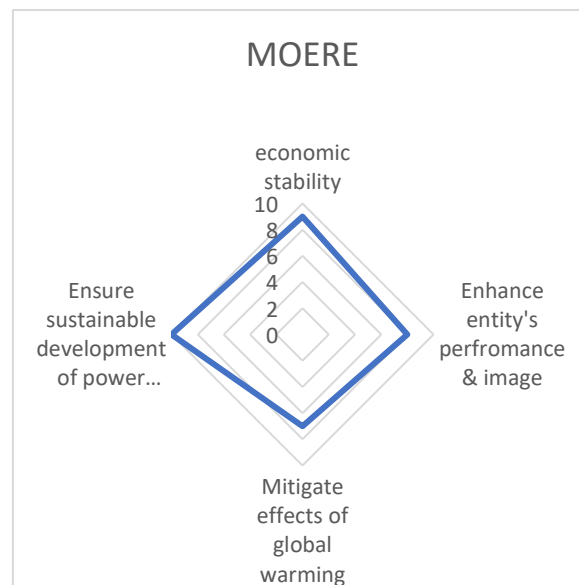 MOERE
economic
stability
10
8
6
4
2
0
Enhance
entity's
perfromance
& image
Mitigate
effects of
global
warming
Ensure
sustainable
development
of power…